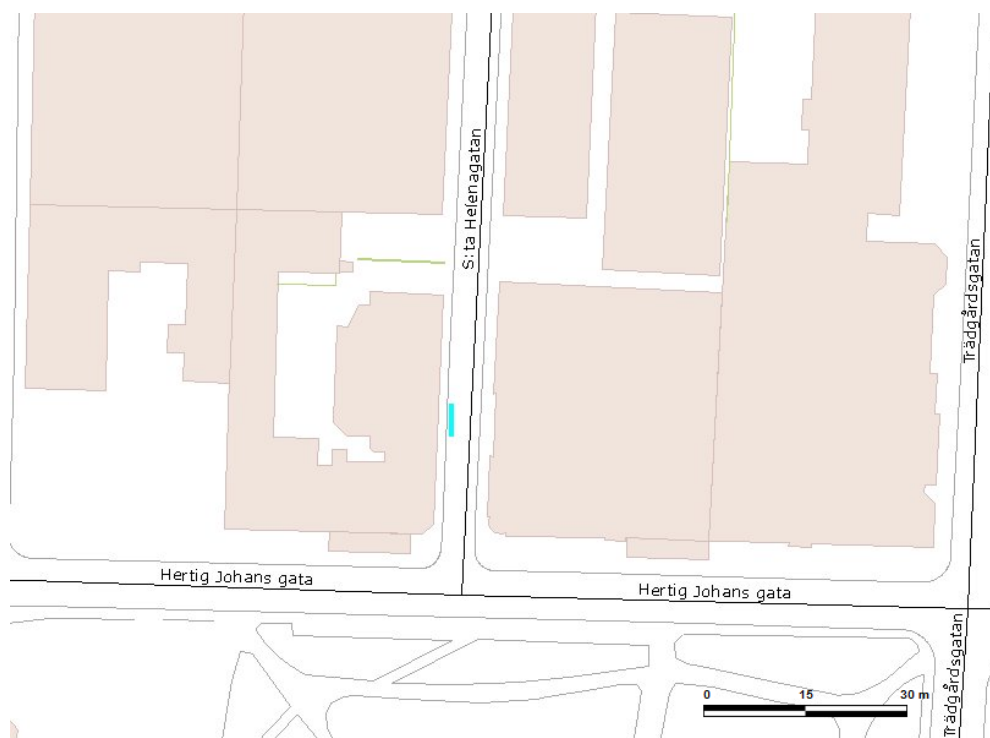 S:ta Helenagatan
Trädgårdsgatan
Hertig Johans gata
Hertig Johans gata
Trädgårdsgatan
0 15 30 m